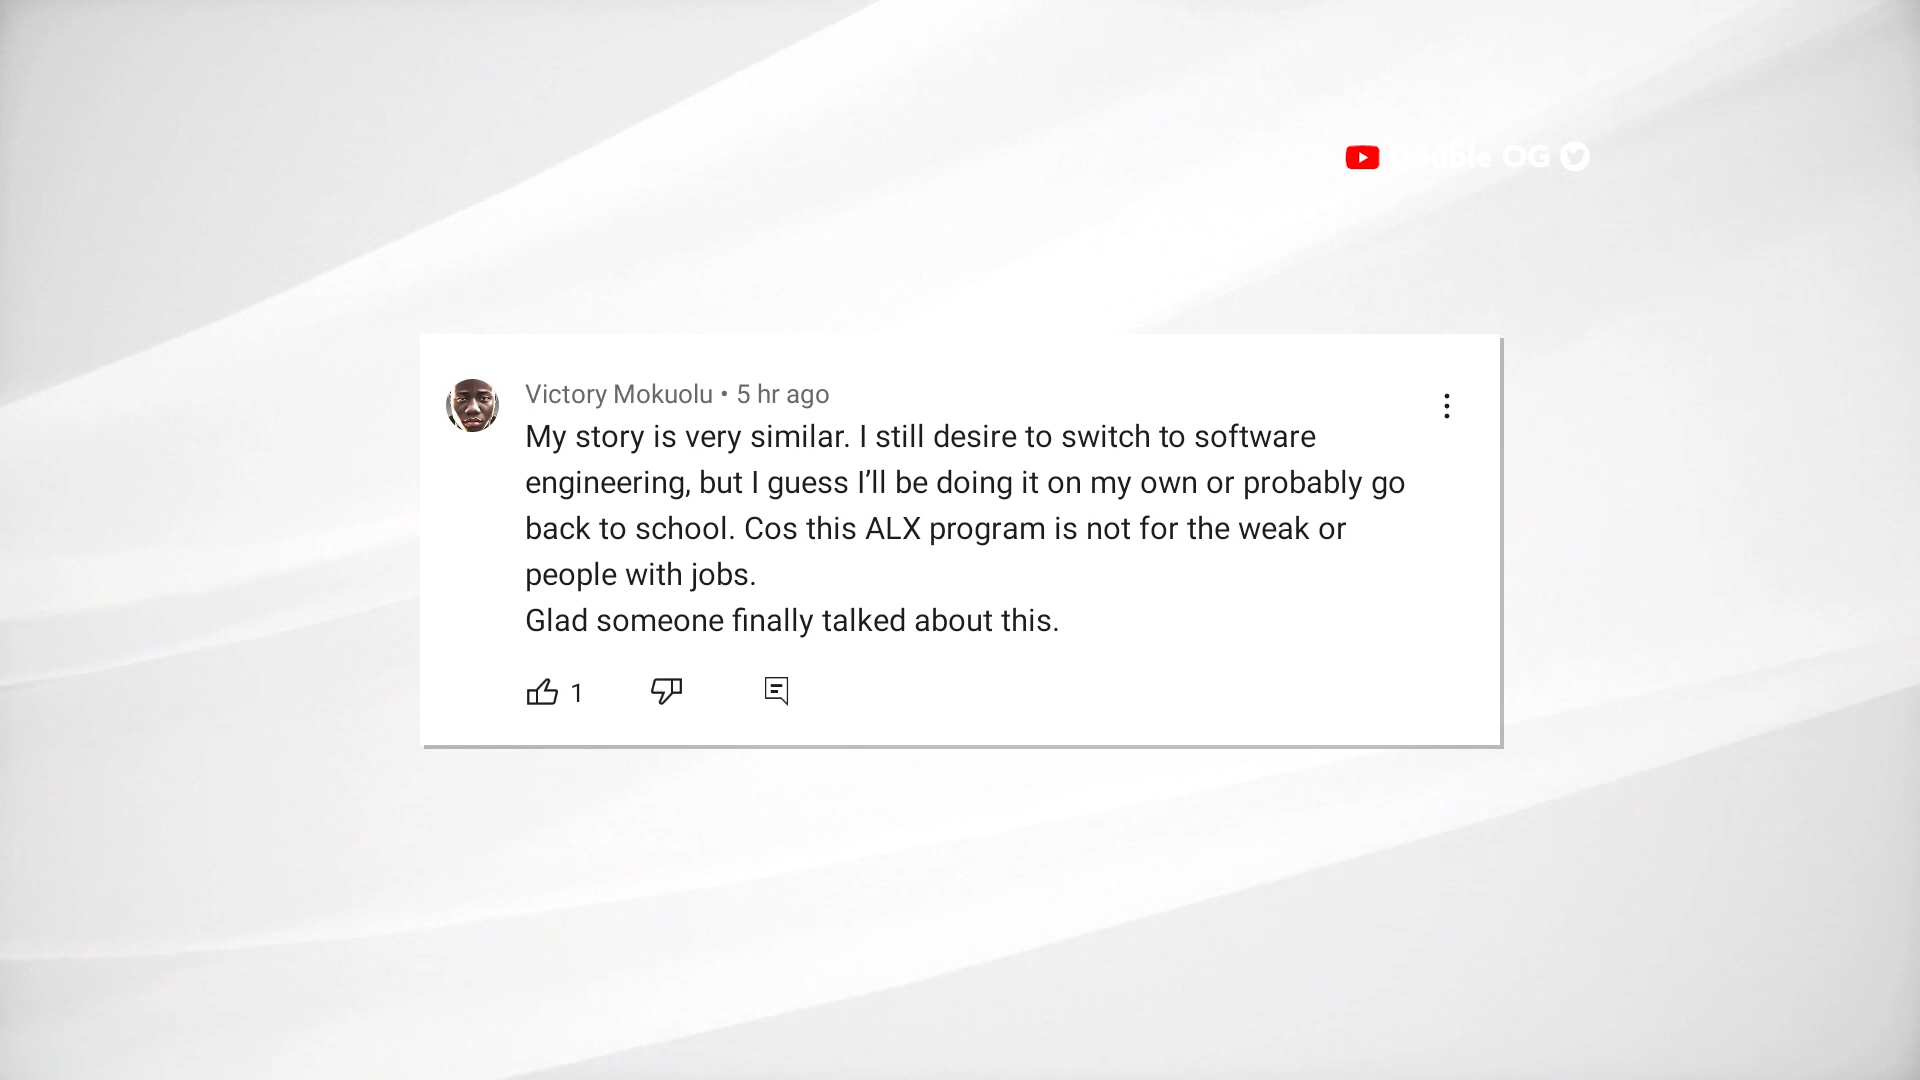 OG
Victory Mokuolu • 5 hr ago
My story is very similar. I still desire to switch to software
engineering, but I guess I’ll be doing it on my own or probably go
back to school. Cos this ALX program is not for the weak or
people with jobs.
Glad someone finally talked about this.
1